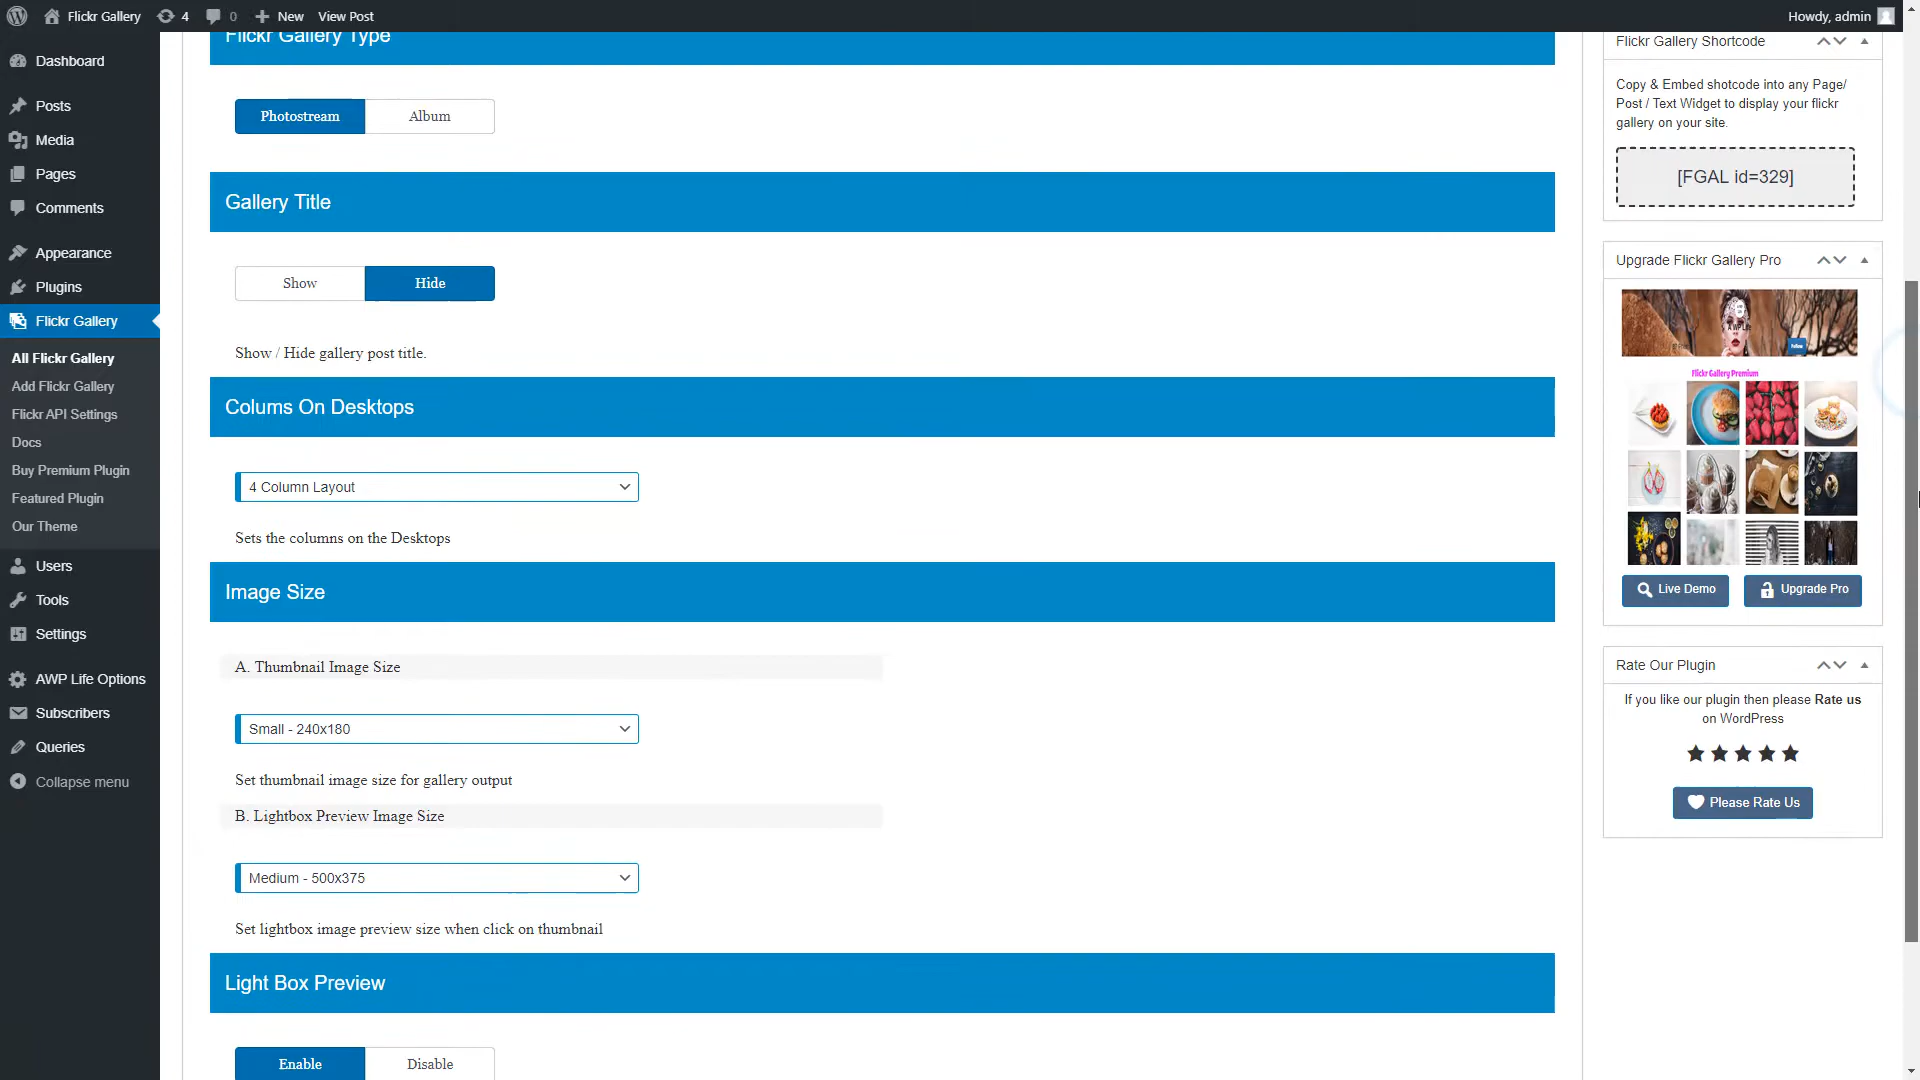 Flickr Gallery
4
0
New
View Post
Howdy, admin
Dashboard
Posts
Media
Pages
Comments
Appearance
Plugins
Flickr Gallery
All Flickr Gallery
Add Flickr Gallery
Flickr API Settings
Docs
Buy Premium Plugin
Featured Plugin
Our Theme
Users
Tools
Settings
AWP Life Options
Subscribers
Queries
Collapse menu
Flickr Gallery Type
Photostream
Album
Gallery Title
Show
Hide
Show / Hide gallery post title.
Colums On Desktops
4 Column Layout
Sets the columns on the Desktops
Image Size
A. Thumbnail Image Size
Small - 240x180
Set thumbnail image size for gallery output
B. Lightbox Preview Image Size
Medium - 500x375
Set lightbox image preview size when click on thumbnail
Light Box Preview
Enable
Disable
Flickr Gallery Shortcode
Copy & Embed shotcode into any Page/
Post / Text Widget to display your flickr
gallery on your site.
[FGAL id=329]
Upgrade Flickr Gallery Pro
Flickr Gallery Premium
Live Demo
Upgrade Pro
Rate Our Plugin
If you like our plugin then please Rate us
on WordPress
Please Rate Us